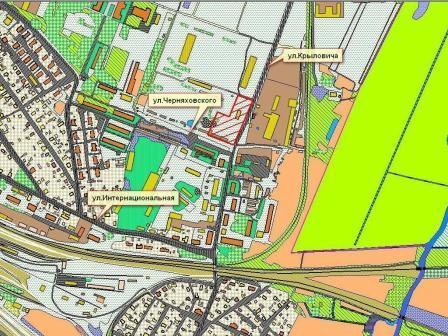 ул.Крыловича
ул.Черняховского
ул.Интернациональная